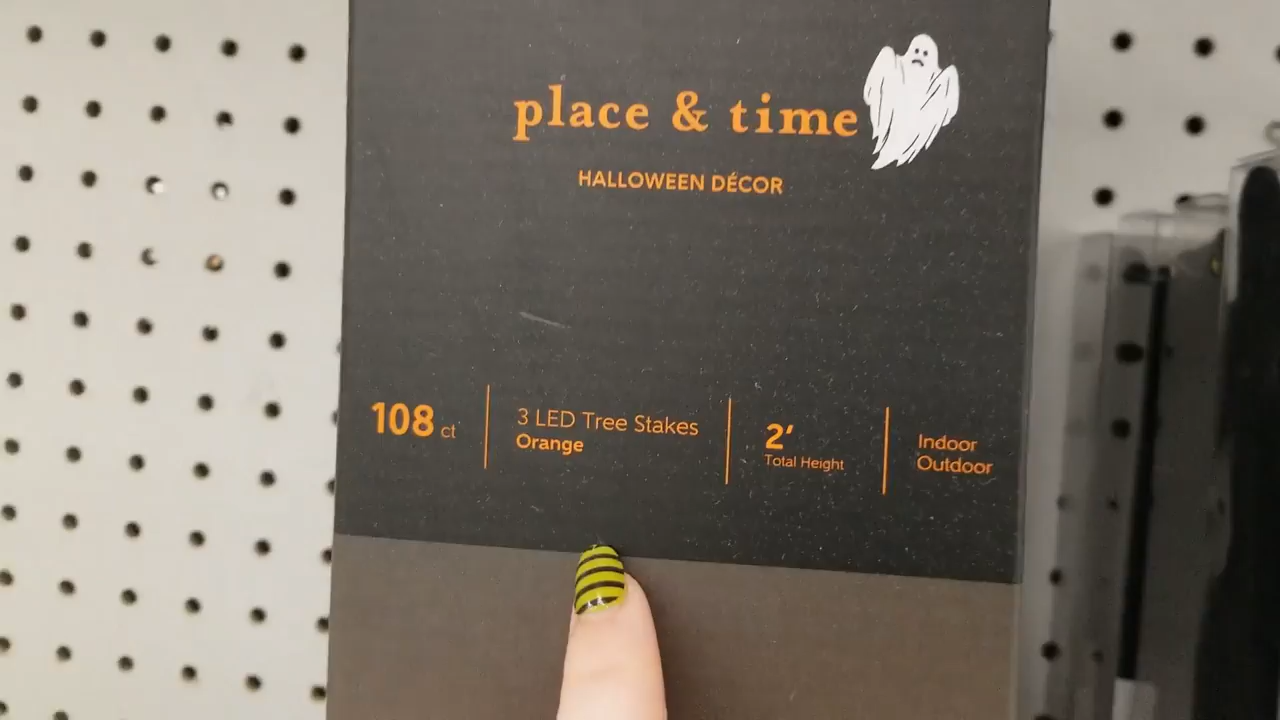 place & time
HALLOWEEN DÉCOR
108 ct
3 LED Tree Stakes
Orange
2'
Total Height
Indoor
Outdoor